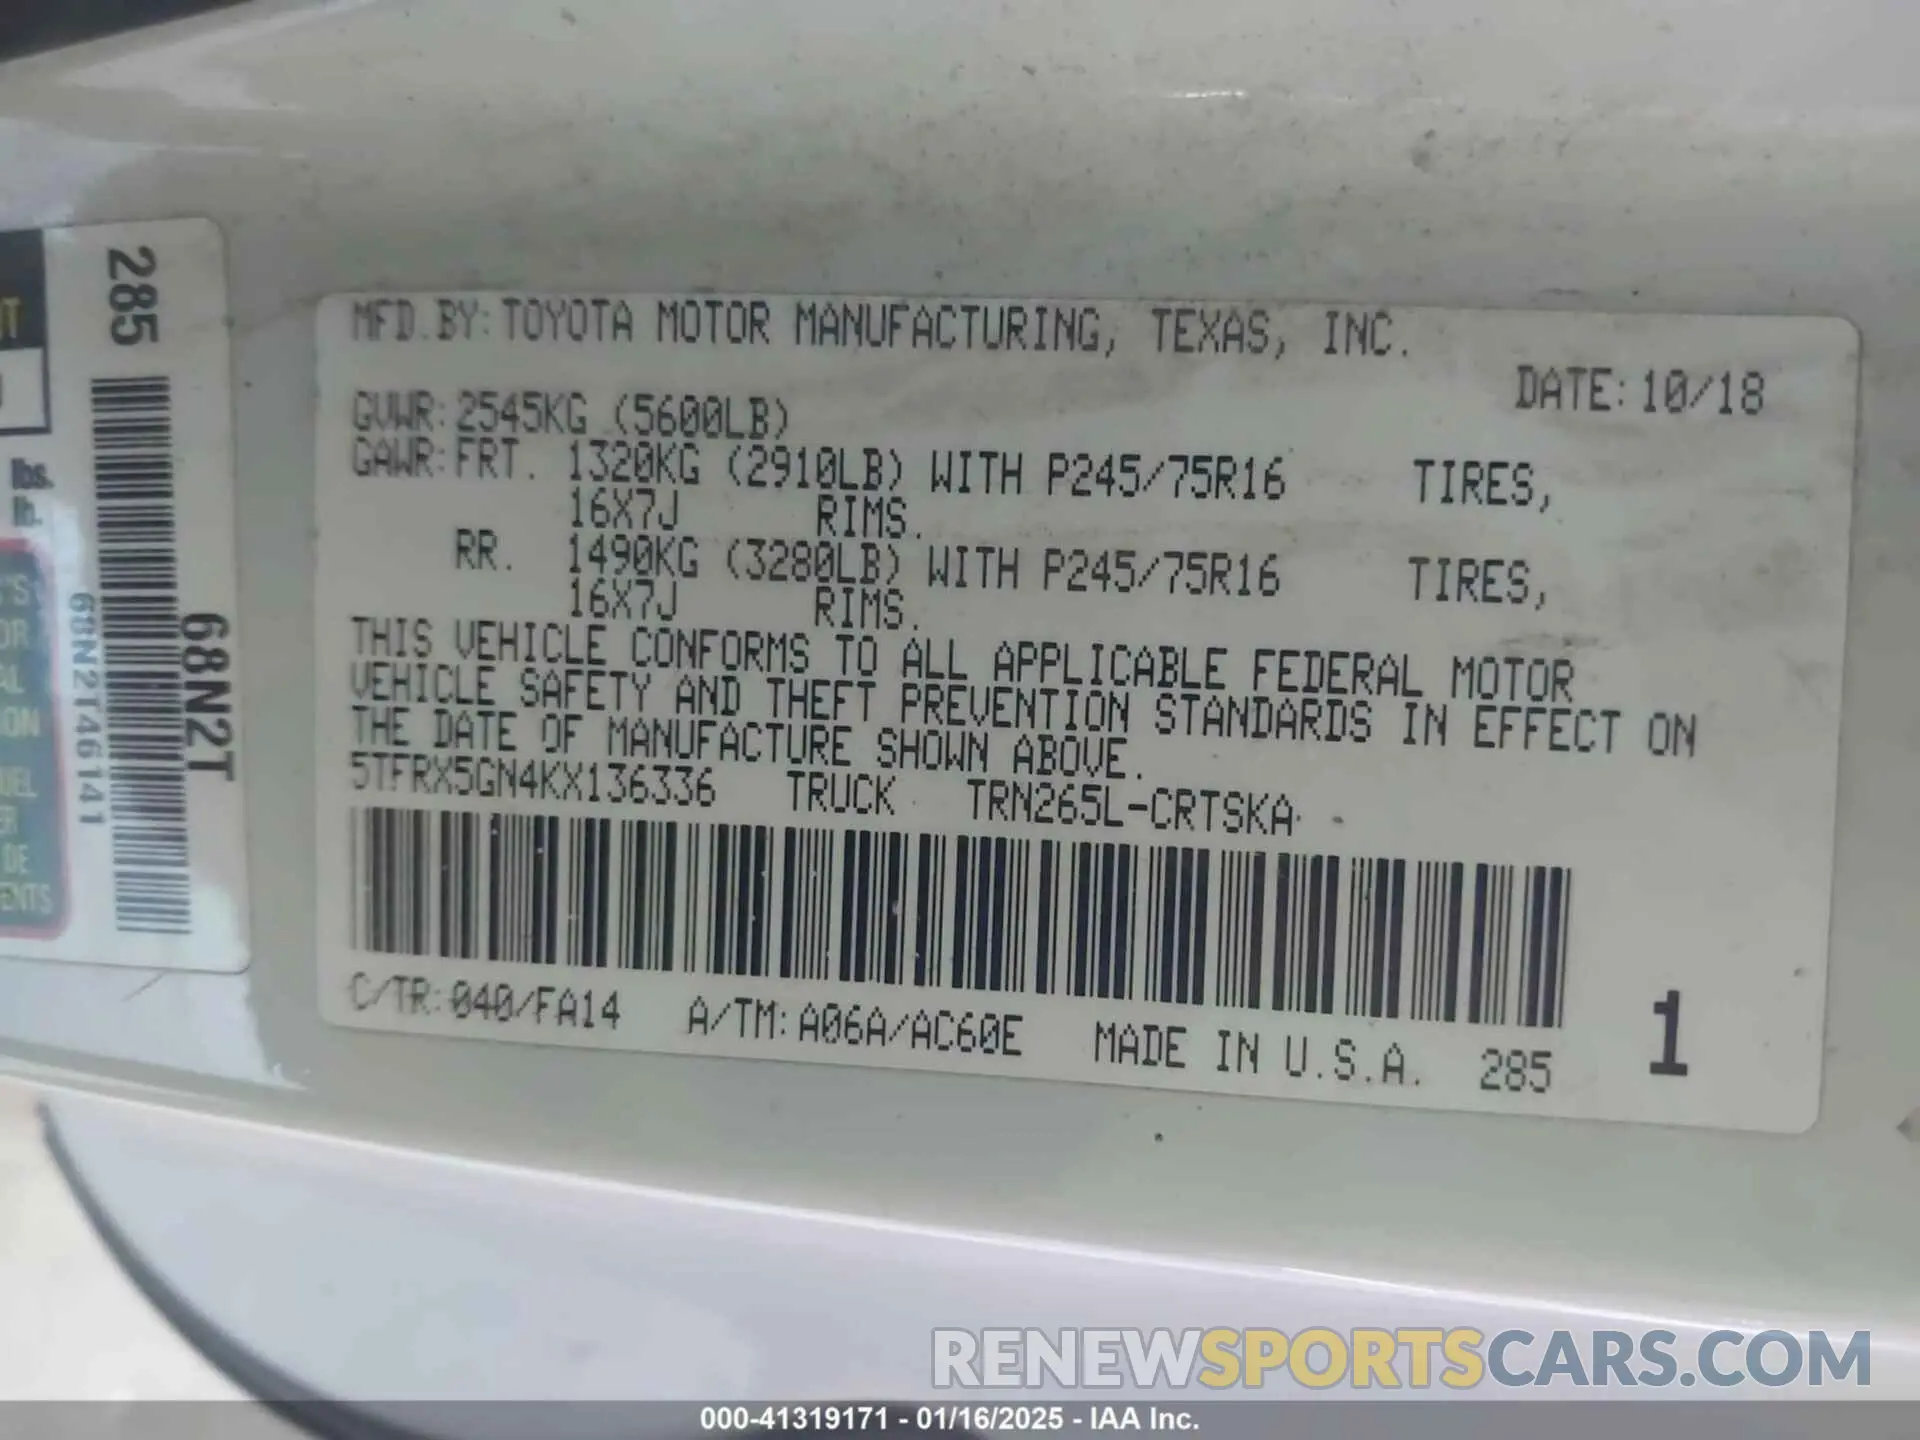 285
68N2T
68N2T46141
lbs.
lb.
MFD.BY:TOYOTA MOTOR MANUFACTURING, TEXAS, INC.
DATE:10/18
GVWR:2545KG (5600LB)
GAWR:FRT. 1320KG (2910LB) WITH P245/75R16 TIRES,
16X7J RIMS.
RR. 1490KG (3280LB) WITH P245/75R16 TIRES,
16X7J RIMS.
THIS VEHICLE CONFORMS TO ALL APPLICABLE FEDERAL MOTOR
VEHICLE SAFETY AND THEFT PREVENTION STANDARDS IN EFFECT ON
THE DATE OF MANUFACTURE SHOWN ABOVE.
5TFRX5GN4KX136336 TRUCK TRN265L-CRTSKA
C/TR:040/FA14 A/TM:A06A/AC60E MADE IN U.S.A. 285
1
RENEWSPORTSCARS.COM
000-41319171 - 01/16/2025 - IAA Inc.